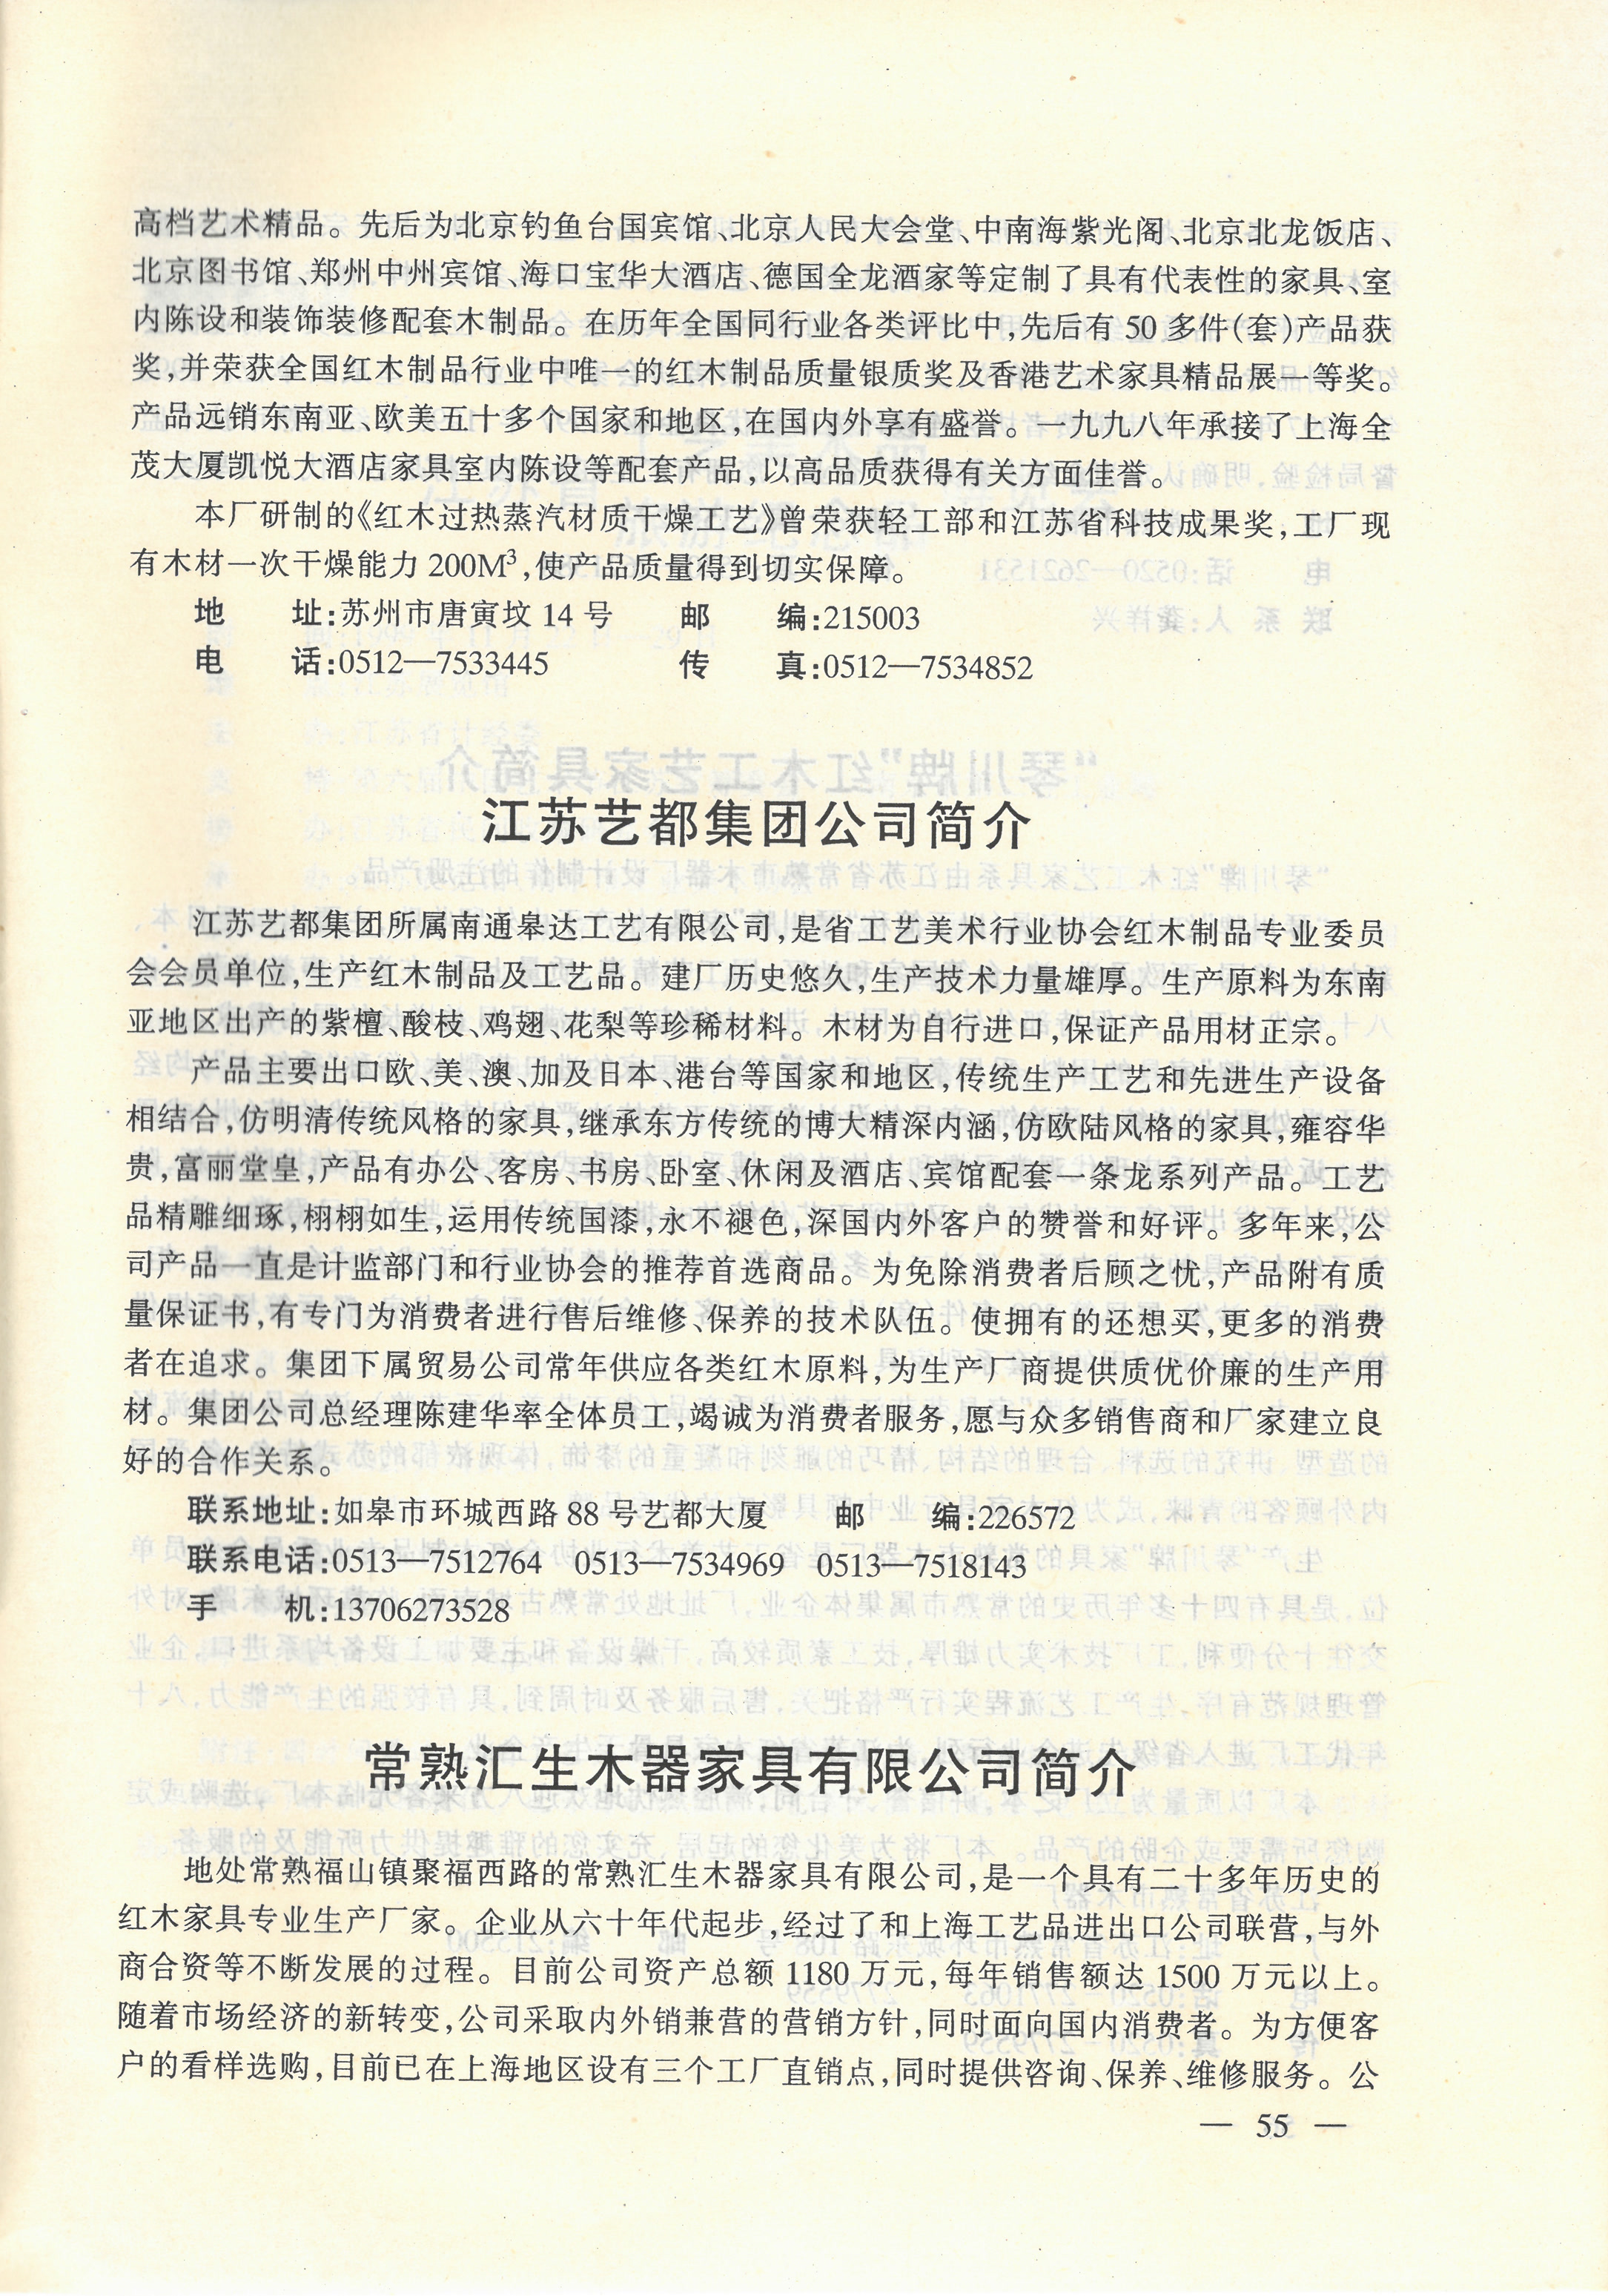 高档艺术精品。先后为北京钓鱼台国宾馆、北京人民大会堂、中南海紫光阁、北京北龙饭店、
北京图书馆、郑州中州宾馆、海口宝华大酒店、德国全龙酒家等定制了具有代表性的家具、室
内陈设和装饰装修配套木制品。在历年全国同行业各类评比中,先后有 50 多件(套)产品获
奖,并荣获全国红木制品行业中唯一的红木制品质量银质奖及香港艺术家具精品展一等奖。
产品远销东南亚、欧美五十多个国家和地区,在国内外享有盛誉。一九九八年承接了上海全
茂大厦凯悦大酒店家具室内陈设等配套产品,以高品质获得有关方面佳誉。
本厂研制的《红木过热蒸汽材质干燥工艺》曾荣获轻工部和江苏省科技成果奖,工厂现
有木材一次干燥能力 200M³,使产品质量得到切实保障。
地　　址:苏州市唐寅坟 14 号　　邮　　编:215003
电　　话:0512—7533445　　传　　真:0512—7534852
江苏艺都集团公司简介
江苏艺都集团所属南通皋达工艺有限公司,是省工艺美术行业协会红木制品专业委员
会会员单位,生产红木制品及工艺品。建厂历史悠久,生产技术力量雄厚。生产原料为东南
亚地区出产的紫檀、酸枝、鸡翅、花梨等珍稀材料。木材为自行进口,保证产品用材正宗。
产品主要出口欧、美、澳、加及日本、港台等国家和地区,传统生产工艺和先进生产设备
相结合,仿明清传统风格的家具,继承东方传统的博大精深内涵,仿欧陆风格的家具,雍容华
贵,富丽堂皇,产品有办公、客房、书房、卧室、休闲及酒店、宾馆配套一条龙系列产品。工艺
品精雕细琢,栩栩如生,运用传统国漆,永不褪色,深国内外客户的赞誉和好评。多年来,公
司产品一直是计监部门和行业协会的推荐首选商品。为免除消费者后顾之忧,产品附有质
量保证书,有专门为消费者进行售后维修、保养的技术队伍。使拥有的还想买,更多的消费
者在追求。集团下属贸易公司常年供应各类红木原料,为生产厂商提供质优价廉的生产用
材。集团公司总经理陈建华率全体员工,竭诚为消费者服务,愿与众多销售商和厂家建立良
好的合作关系。
联系地址:如皋市环城西路 88 号艺都大厦　　邮　　编:226572
联系电话:0513—7512764　0513—7534969　0513—7518143
手　　机:13706273528
常熟汇生木器家具有限公司简介
地处常熟福山镇聚福西路的常熟汇生木器家具有限公司,是一个具有二十多年历史的
红木家具专业生产厂家。企业从六十年代起步,经过了和上海工艺品进出口公司联营,与外
商合资等不断发展的过程。目前公司资产总额 1180 万元,每年销售额达 1500 万元以上。
随着市场经济的新转变,公司采取内外销兼营的营销方针,同时面向国内消费者。为方便客
户的看样选购,目前已在上海地区设有三个工厂直销点,同时提供咨询、保养、维修服务。公
— 55 —